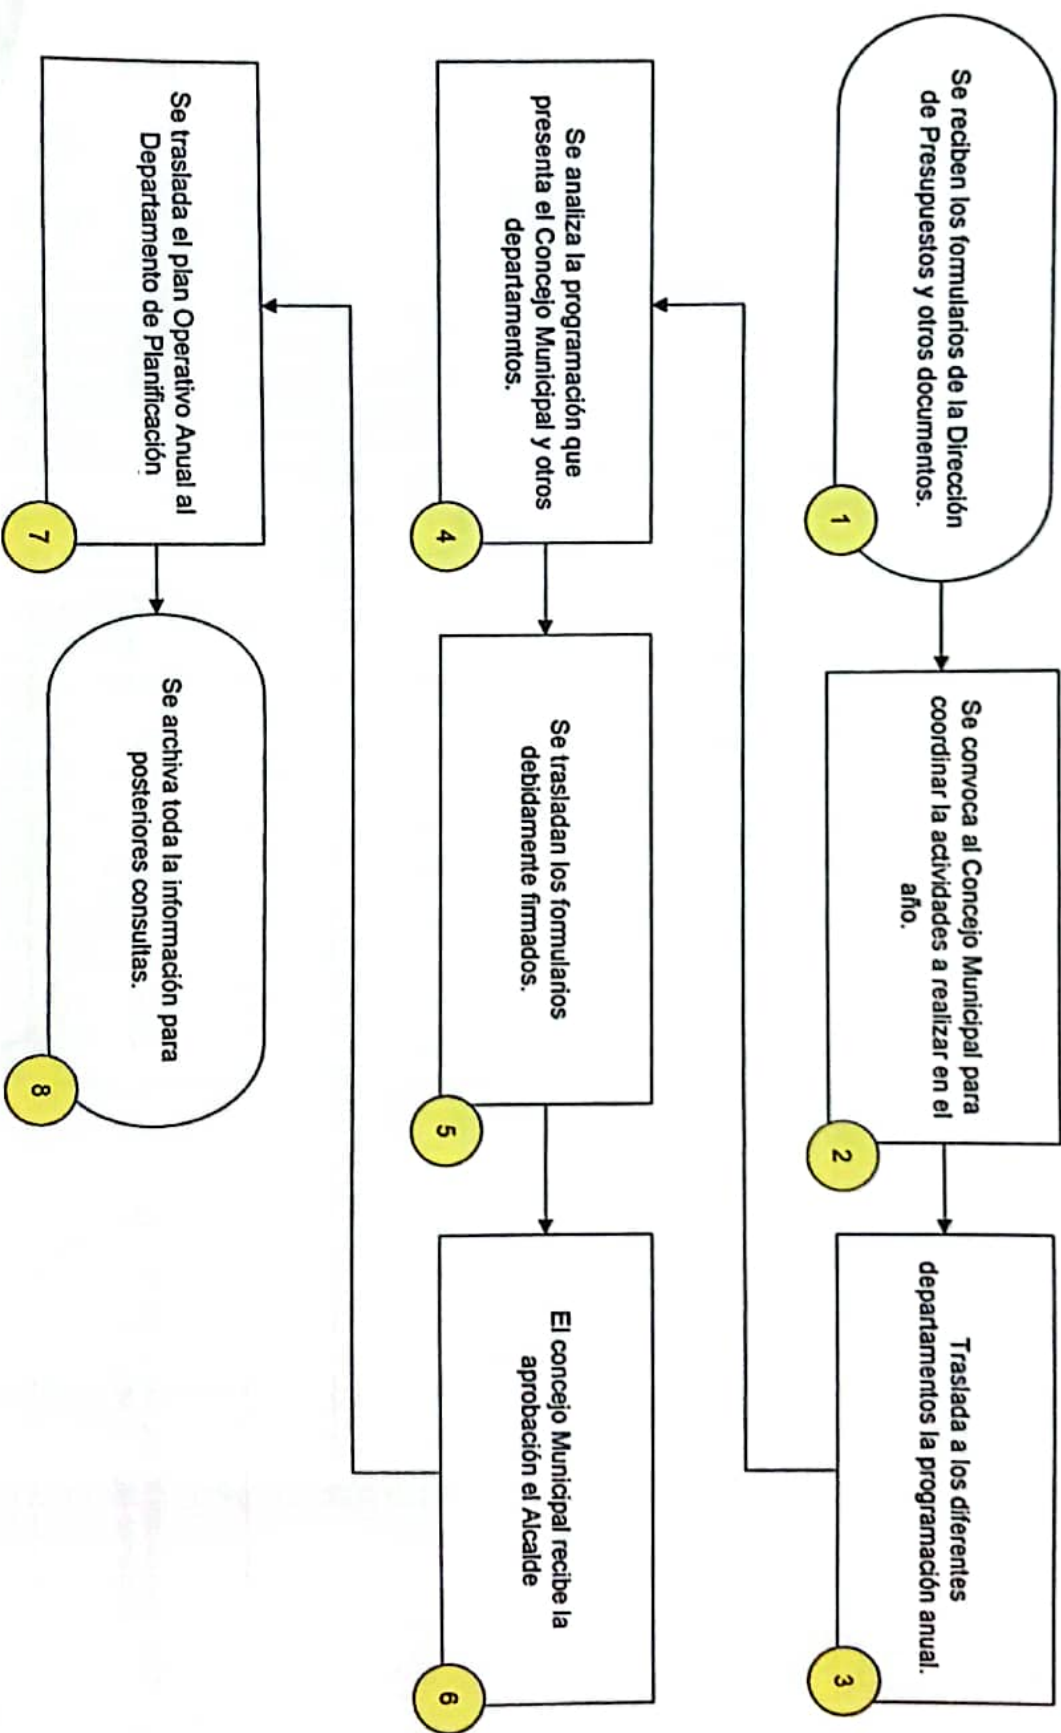 Se reciben los formularios de la Dirección
de Presupuestos y otros documentos.
1
Se convoca al Concejo Municipal para
coordinar la actividades a realizar en el
año.
2
Traslada a los diferentes
departamentos la programación anual.
3
Se analiza la programación que
presenta el Concejo Municipal y otros
departamentos.
4
Se trasladan los formularios
debidamente firmados.
5
El concejo Municipal recibe la
aprobación el Alcalde
6
Se traslada el plan Operativo Anual al
Departamento de Planificación
7
Se archiva toda la información para
posteriores consultas.
8